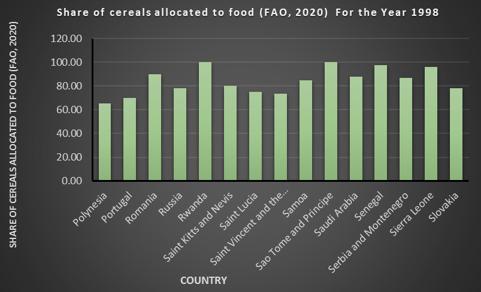 Share of cereals allocated to food (FAO, 2020) For the Year 1998
SHARE OF CEREALS ALLOCATED TO FOOD (FAO, 2020)
120.00
100.00
80.00
60.00
40.00
20.00
0.00
Polynesia
Portugal
Romania
Russia
Rwanda
Saint Kitts and Nevis
Saint Lucia
Saint Vincent and the...
Samoa
Sao Tome and Principe
Saudi Arabia
Senegal
Serbia and Montenegro
Sierra Leone
Slovakia
COUNTRY